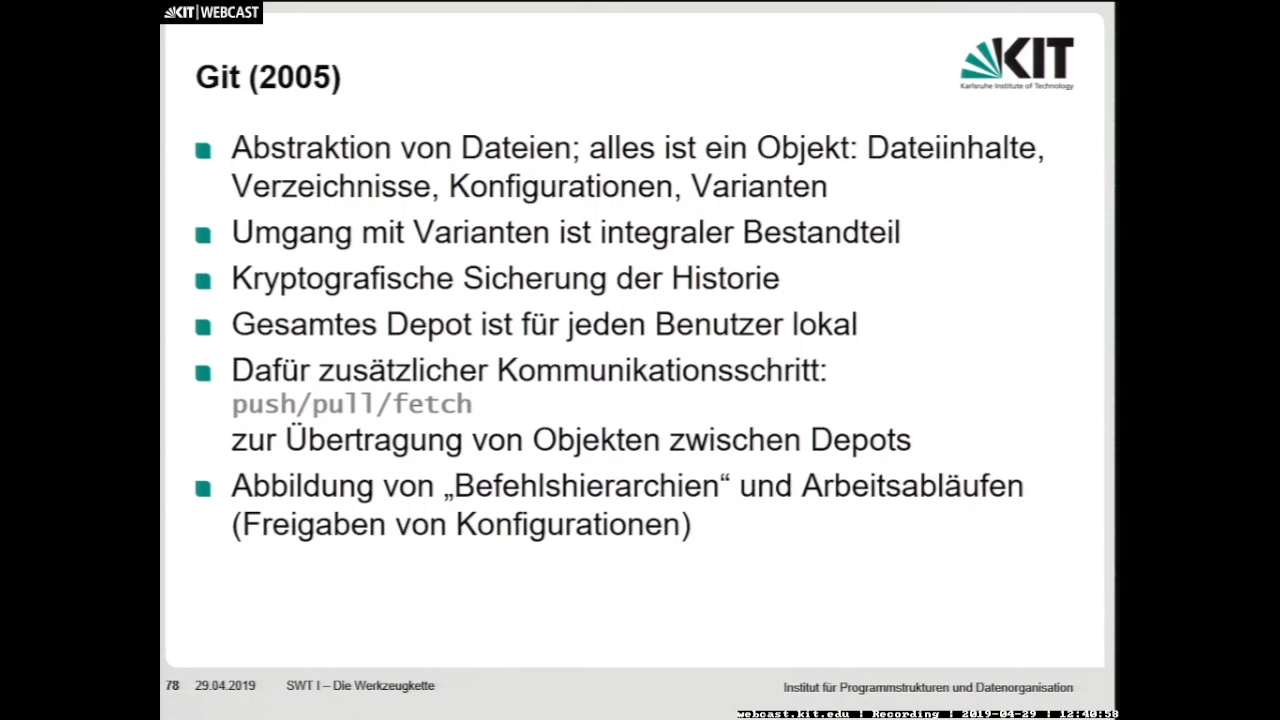 KIT | WEBCAST
Git (2005)
KIT
Karlsruhe Institute of Technology
Abstraktion von Dateien; alles ist ein Objekt: Dateiinhalte,
Verzeichnisse, Konfigurationen, Varianten
Umgang mit Varianten ist integraler Bestandteil
Kryptografische Sicherung der Historie
Gesamtes Depot ist für jeden Benutzer lokal
Dafür zusätzlicher Kommunikationsschritt:
push/pull/fetch
zur Übertragung von Objekten zwischen Depots
Abbildung von „Befehlshierarchien“ und Arbeitsabläufen
(Freigaben von Konfigurationen)
78 29.04.2019 SWT I – Die Werkzeugkette
Institut für Programmstrukturen und Datenorganisation
webcast.kit.edu | Recording | 2019-04-29 | 12:40:58